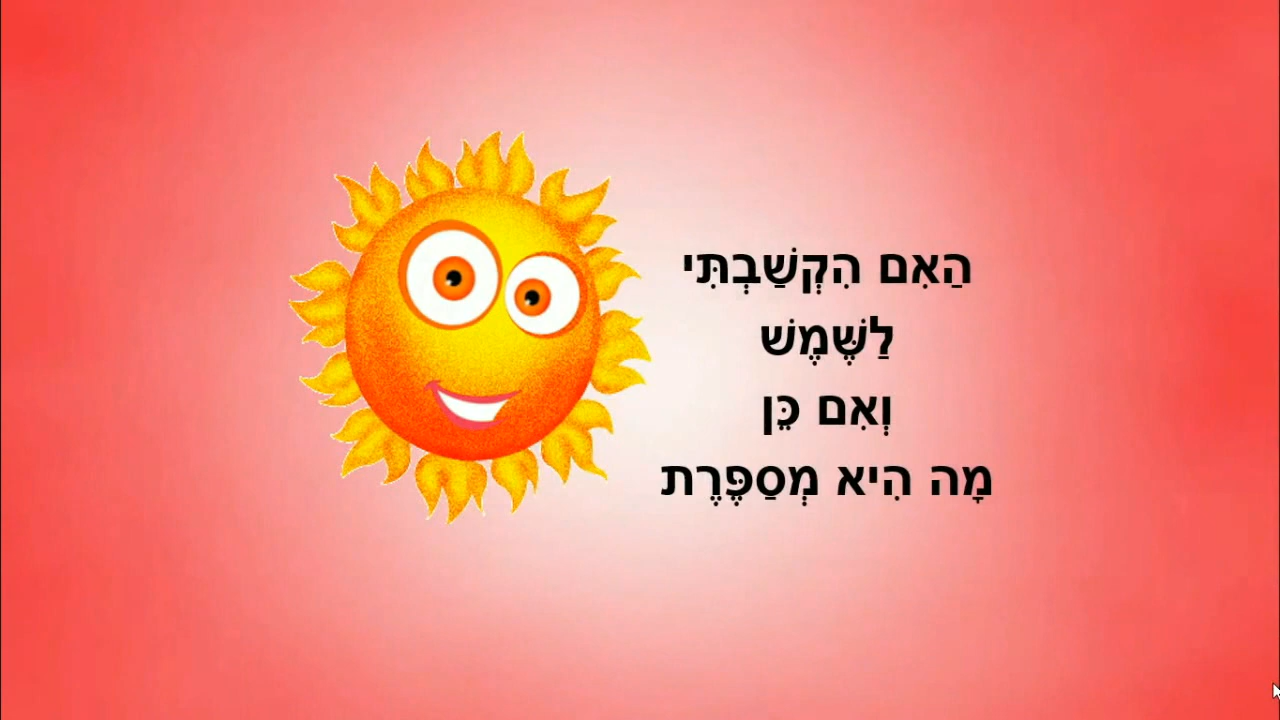 הַאִם הִקְשַׁבְתִּי
לַשֶּׁמֶשׁ
וְאִם כֵּן
מָה הִיא מְסַפֶּרֶת